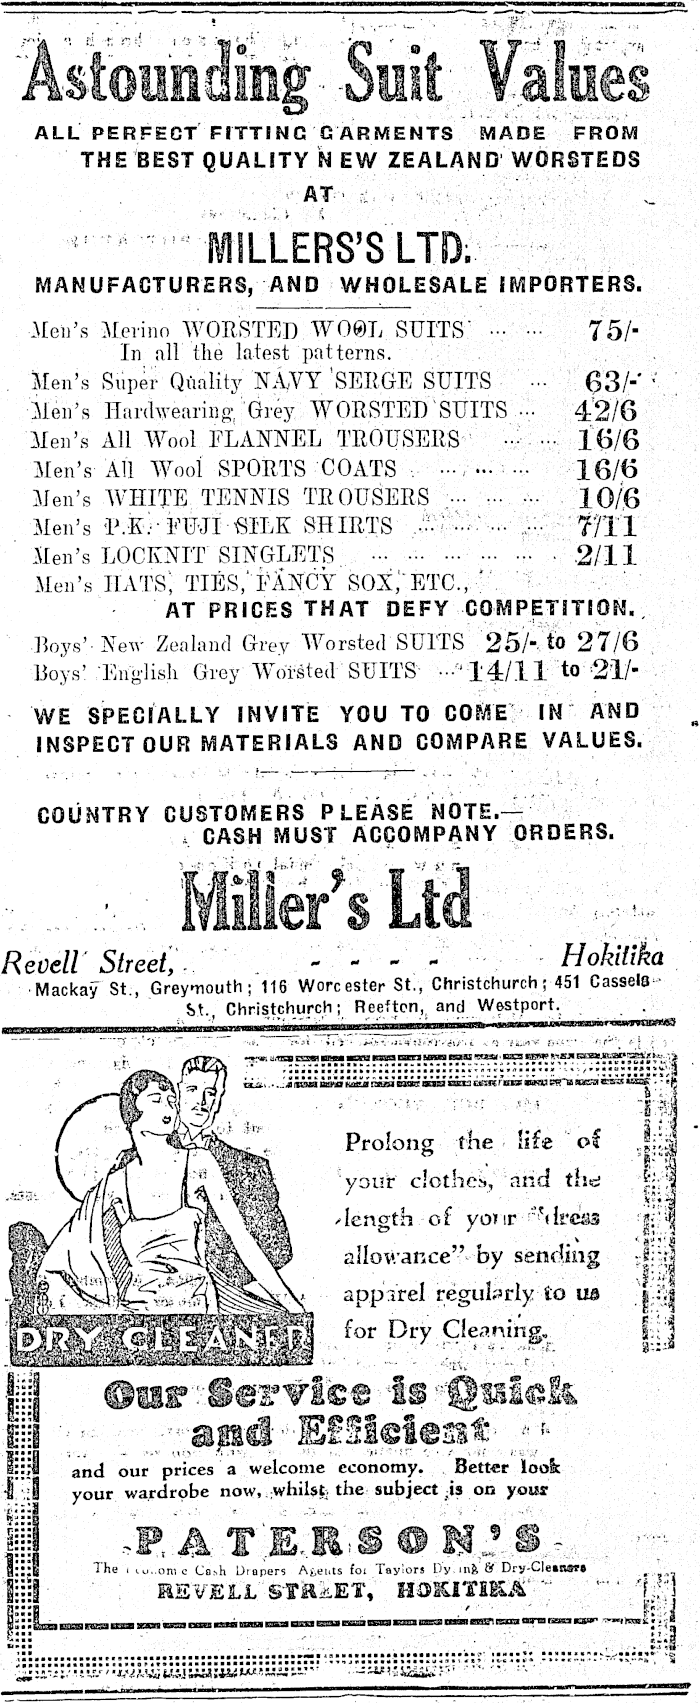 Astounding Suit Values
ALL PERFECT FITTING GARMENTS MADE FROM
THE BEST QUALITY NEW ZEALAND WORSTEDS
AT
MILLERS'S LTD.
MANUFACTURERS, AND WHOLESALE IMPORTERS.
Men's Merino WORSTED WOOL SUITS ... ... 75/-
In all the latest patterns.
Men's Super Quality NAVY SERGE SUITS ... 63/-
Men's Hardwearing Grey WORSTED SUITS ... 42/6
Men's All Wool FLANNEL TROUSERS ... ... 16/6
Men's All Wool SPORTS COATS ... ... ... 16/6
Men's WHITE TENNIS TROUSERS ... ... ... 10/6
Men's P.K. FUJI SILK SHIRTS ... ... ... ... 7/11
Men's LOCKNIT SINGLETS ... ... ... ... ... ... 2/11
Men's HATS, TIES, FANCY SOX, ETC.,
AT PRICES THAT DEFY COMPETITION.
Boys' New Zealand Grey Worsted SUITS 25/- to 27/6
Boys' English Grey Worsted SUITS ... 14/11 to 21/-
WE SPECIALLY INVITE YOU TO COME IN AND
INSPECT OUR MATERIALS AND COMPARE VALUES.
COUNTRY CUSTOMERS PLEASE NOTE.—
CASH MUST ACCOMPANY ORDERS.
Miller's Ltd
Revell Street, - - - - Hokitika
Mackay St., Greymouth; 116 Worcester St., Christchurch; 451 Cassels
St., Christchurch; Reefton, and Westport.
Prolong the life of
your clothes, and the
length of your "dress
allowance" by sending
apparel regularly to us
for Dry Cleaning.
DRY CLEANED
Our Service is Quick
and Efficient
and our prices a welcome economy. Better look
your wardrobe now, whilst the subject is on your
PATERSON'S
The Cash Drapers Agents for Taylors Dying & Dry-Cleaners
REVELL STREET, HOKITIKA